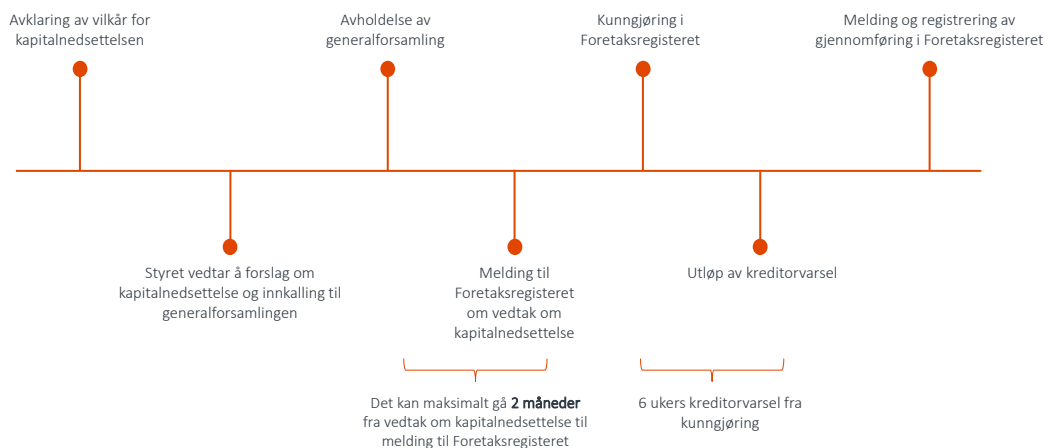 Avklaring av vilkår for
kapitalnedsettelsen
Avholdelse av
generalforsamling
Kunngjøring i
Foretaksregisteret
Melding og registrering av
gjennomføring i Foretaksregisteret
Styret vedtar å forslag om
kapitalnedsettelse og innkalling til
generalforsamlingen
Melding til
Foretaksregisteret
om vedtak om
kapitalnedsettelse
Utløp av kreditorvarsel
Det kan maksimalt gå 2 måneder
fra vedtak om kapitalnedsettelse til
melding til Foretaksregisteret
6 ukers kreditorvarsel fra
kunngjøring